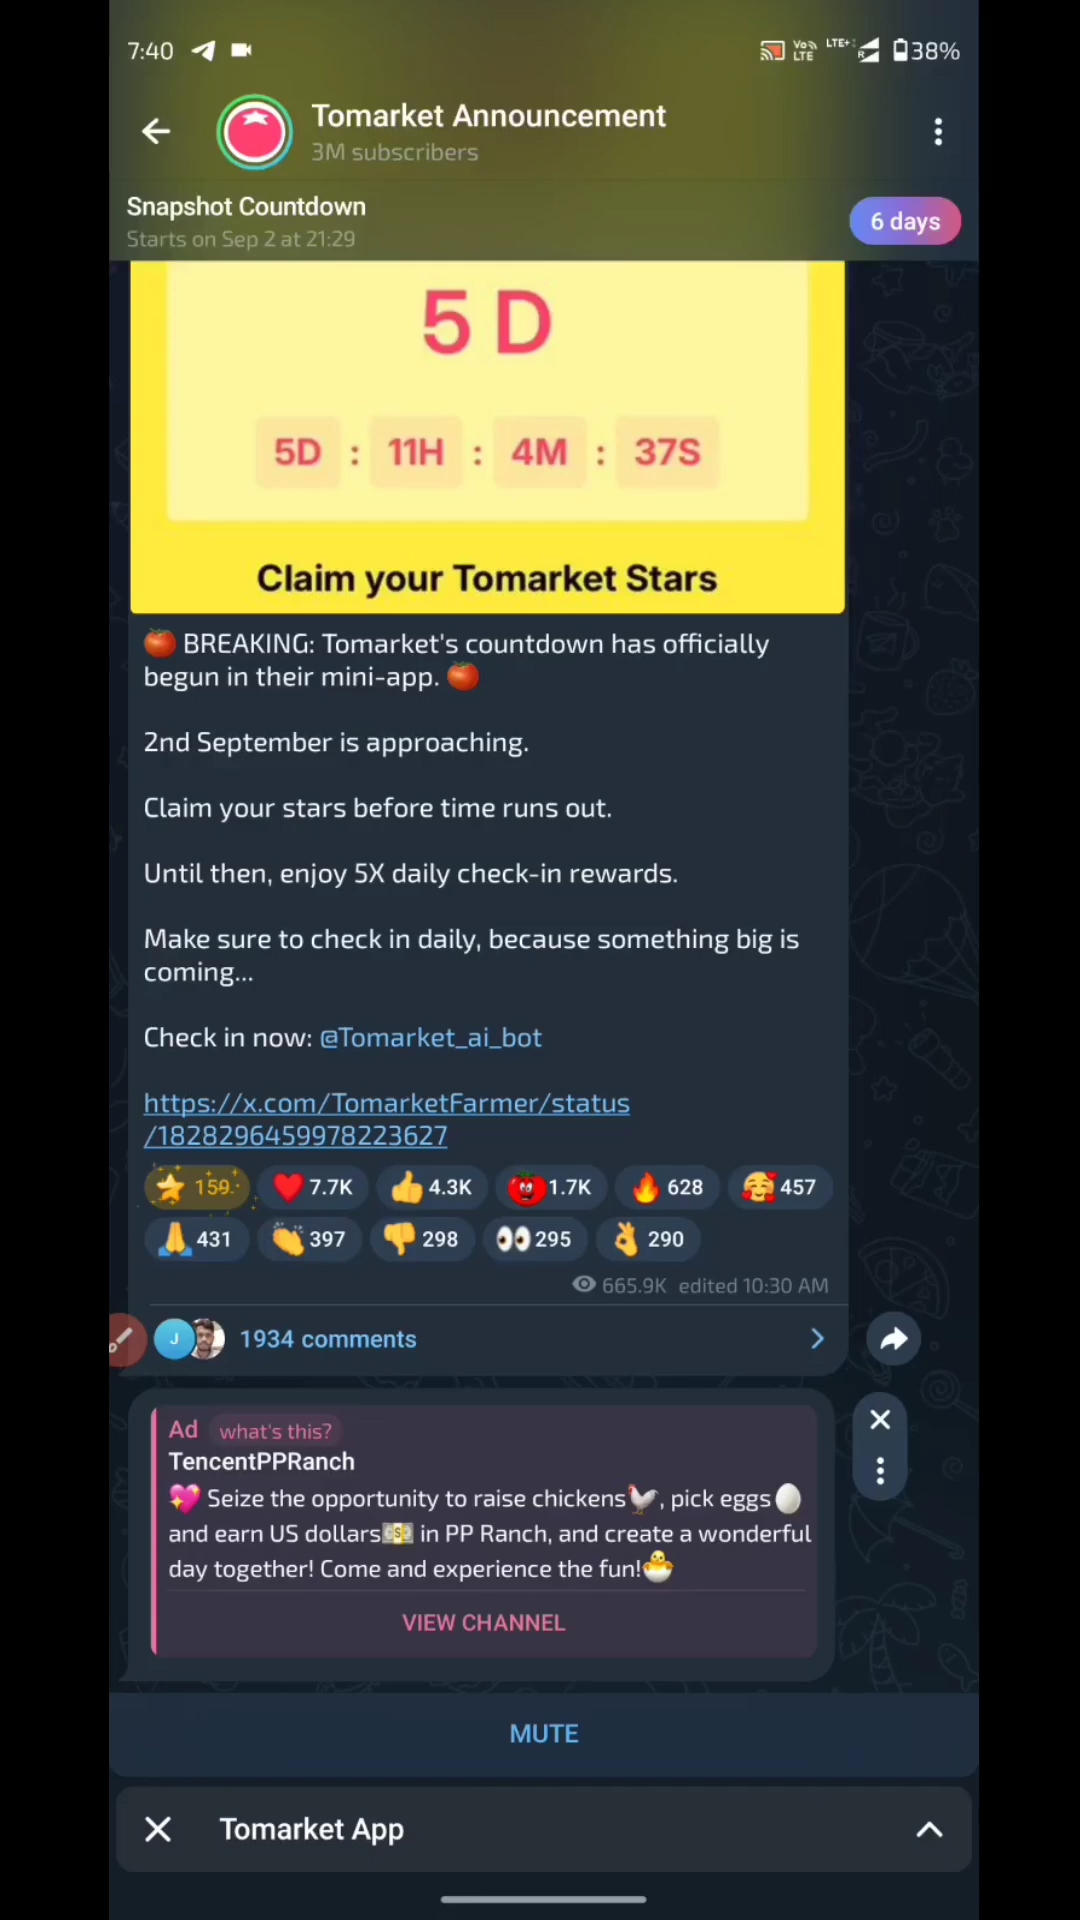 7:40
Vo LTE
LTE+
R
38%
Tomarket Announcement
3M subscribers
Snapshot Countdown
6 days
Starts on Sep 2 at 21:29
5 D
5D : 11H : 4M : 37S
Claim your Tomarket Stars
🍅 BREAKING: Tomarket's countdown has officially
begun in their mini-app. 🍅
2nd September is approaching.
Claim your stars before time runs out.
Until then, enjoy 5X daily check-in rewards.
Make sure to check in daily, because something big is
coming...
Check in now: @Tomarket_ai_bot
https://x.com/TomarketFarmer/status
/1828296459978223627
159 7.7K 4.3K 1.7K 628 457
431 397 298 295 290
665.9K edited 10:30 AM
J
1934 comments
Ad what's this?
TencentPPRanch
💖 Seize the opportunity to raise chickens🐓, pick eggs🥚
and earn US dollars💵 in PP Ranch, and create a wonderful
day together! Come and experience the fun!🐣
VIEW CHANNEL
MUTE
Tomarket App